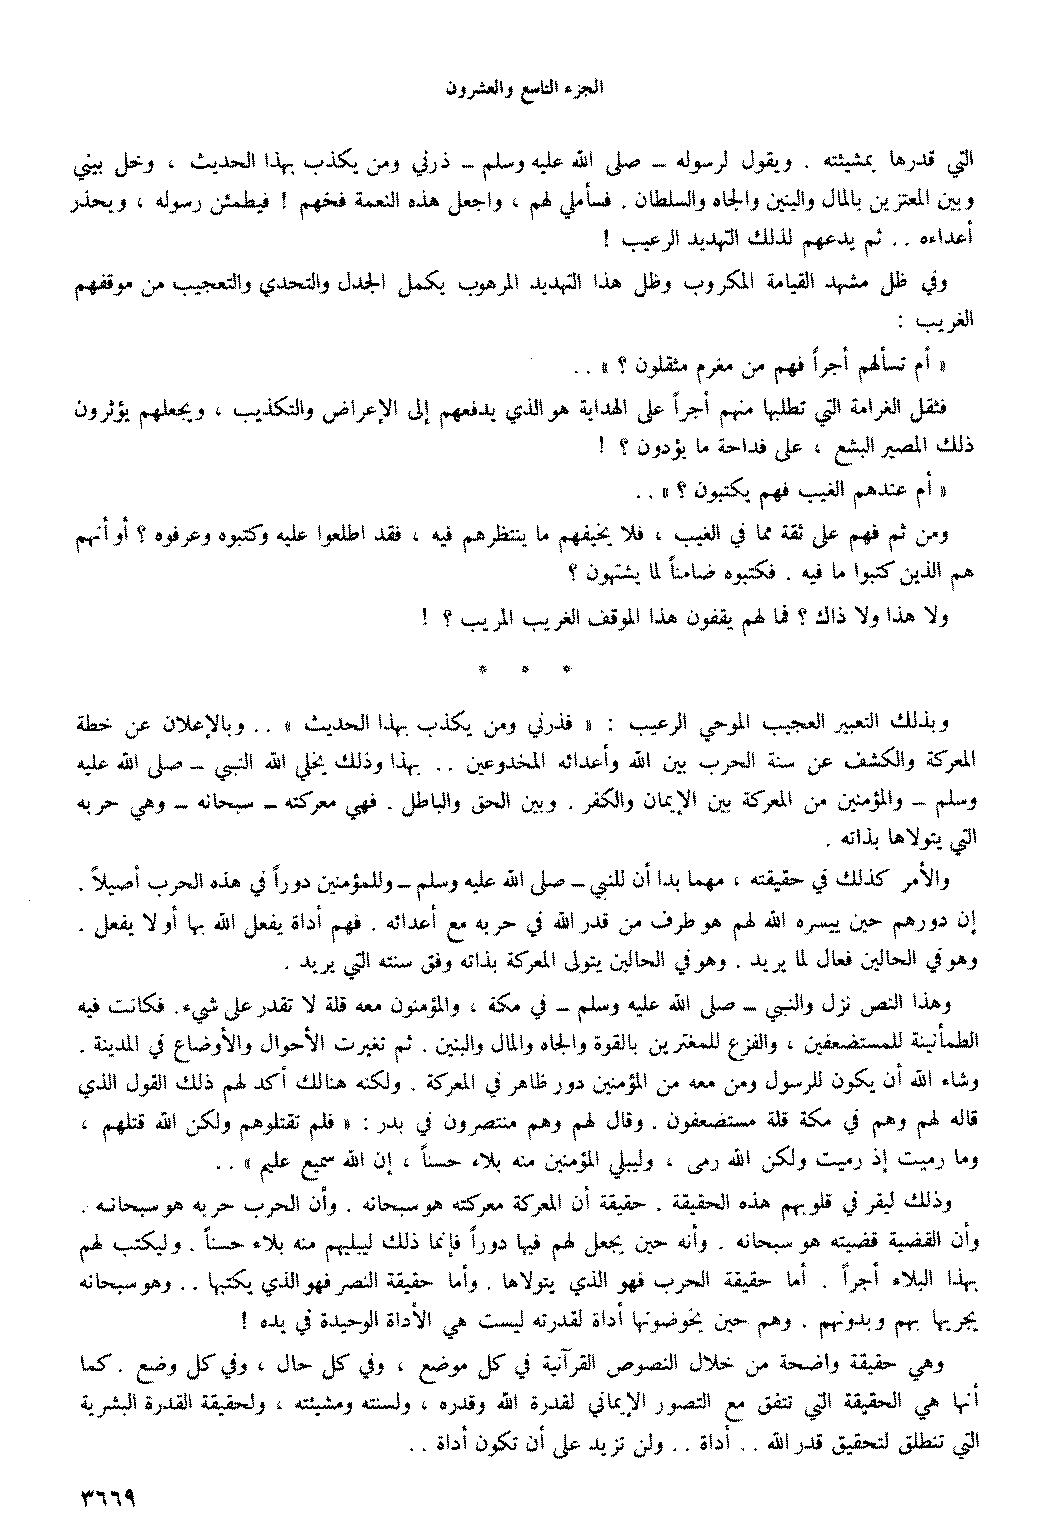 الجزء التاسع والعشرون
التي قدرها بمشيئته . ويقول لرسوله – صلى الله عليه وسلم – ذرني ومن يكذب بهذا الحديث ، وخل بيني
وبين المعتزين بالمال والبنين والجاه والسلطان . فسأملي لهم ، واجعل هذه النعمة فخهم ! فيطمئن رسوله ، ويحذر
أعداءه .. ثم يدعهم لذلك التهديد الرعيب !
وفي ظل مشهد القيامة المكروب وظل هذا التهديد المرهوب يكمل الجدل والتحدي والتعجيب من موقفهم
الغريب :
« أم تسألهم أجراً فهم من مغرم مثقلون ؟ » ..
فثقل الغرامة التي تطلبها منهم أجراً على الهداية هو الذي يدفعهم إلى الإعراض والتكذيب ، ويجعلهم يؤثرون
ذلك المصير البشع ، على فداحة ما يؤدون ؟ !
« أم عندهم الغيب فهم يكتبون ؟ » ..
ومن ثم فهم على ثقة مما في الغيب ، فلا يخيفهم ما ينتظرهم فيه ، فقد اطلعوا عليه وكتبوه وعرفوه ؟ أو أنهم
هم الذين كتبوا ما فيه . فكتبوه ضامناً لما يشتهون ؟
ولا هذا ولا ذاك ؟ فما لهم يقفون هذا الموقف الغريب المريب ؟ !
* * *
وبذلك التعبير العجيب الموحي الرعيب : « فذرني ومن يكذب بهذا الحديث » .. وبالإعلان عن خطة
المعركة والكشف عن سنة الحرب بين الله وأعدائه المخدوعين .. بهذا وذلك يخلي الله النبي – صلى الله عليه
وسلم – والمؤمنين من المعركة بين الإيمان والكفر . وبين الحق والباطل . فهي معركته – سبحانه – وهي حربه
التي يتولاها بذاته .
والأمر كذلك في حقيقته ، مهما بدا أن للنبي – صلى الله عليه وسلم – وللمؤمنين دوراً في هذه الحرب أصيلاً .
إن دورهم حين ييسره الله لهم هو طرف من قدر الله في حربه مع أعدائه . فهم أداة يفعل الله بها أو لا يفعل .
وهو في الحالين فعال لما يريد . وهو في الحالين يتولى المعركة بذاته وفق سنته التي يريد .
وهذا النص نزل والنبي – صلى الله عليه وسلم – في مكة ، والمؤمنون معه قلة لا تقدر على شيء. فكانت فيه
الطمأنينة للمستضعفين ، والفزع للمغترين بالقوة والجاه والمال والبنين . ثم تغيرت الأحوال والأوضاع في المدينة .
وشاء الله أن يكون للرسول ومن معه من المؤمنين دور ظاهر في المعركة . ولكنه هنالك أكد لهم ذلك القول الذي
قاله لهم وهم في مكة قلة مستضعفون . وقال لهم وهم منتصرون في بدر : « فلم تقتلوهم ولكن الله قتلهم ،
وما رميت إذ رميت ولكن الله رمى ، وليبلي المؤمنين منه بلاء حسناً ، إن الله سميع عليم » ..
وذلك ليقر في قلوبهم هذه الحقيقة . حقيقة أن المعركة معركته هو سبحانه . وأن الحرب حربه هو سبحانه .
وأن القضية قضيته هو سبحانه . وأنه حين يجعل لهم فيها دوراً فإنما ذلك ليبليهم منه بلاء حسناً . وليكتب لهم
بهذا البلاء أجراً . أما حقيقة الحرب فهو الذي يتولاها . وأما حقيقة النصر فهو الذي يكتبها .. وهو سبحانه
يجريها بهم وبدونهم . وهم حين يخوضونها أداة لقدرته ليست هي الأداة الوحيدة في يده !
وهي حقيقة واضحة من خلال النصوص القرآنية في كل موضع ، وفي كل حال ، وفي كل وضع . كما
أنها هي الحقيقة التي تتفق مع التصور الإيماني لقدرة الله وقدره ، ولسنته ومشيئته ، ولحقيقة القدرة البشرية
التي تنطلق لتحقيق قدر الله .. أداة .. ولن تزيد على أن تكون أداة ..
٣٦٦٩